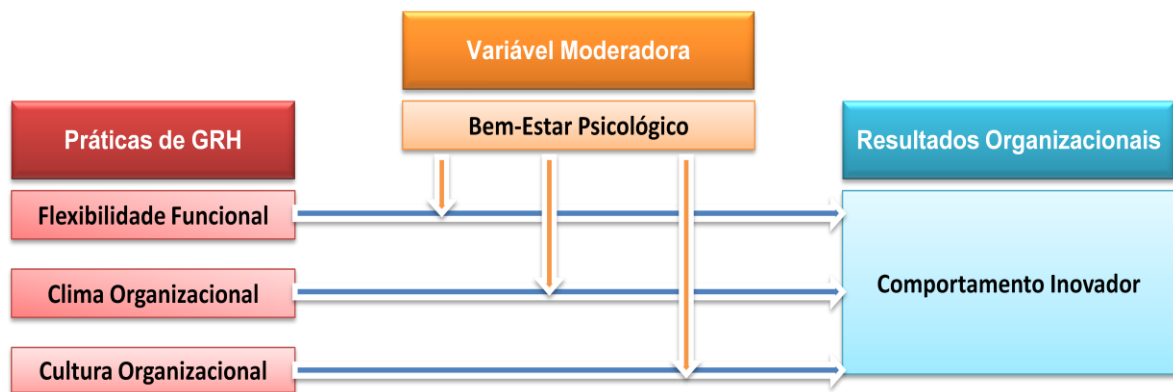 Variável Moderadora
Bem-Estar Psicológico
Práticas de GRH
Flexibilidade Funcional
Clima Organizacional
Cultura Organizacional
Resultados Organizacionais
Comportamento Inovador